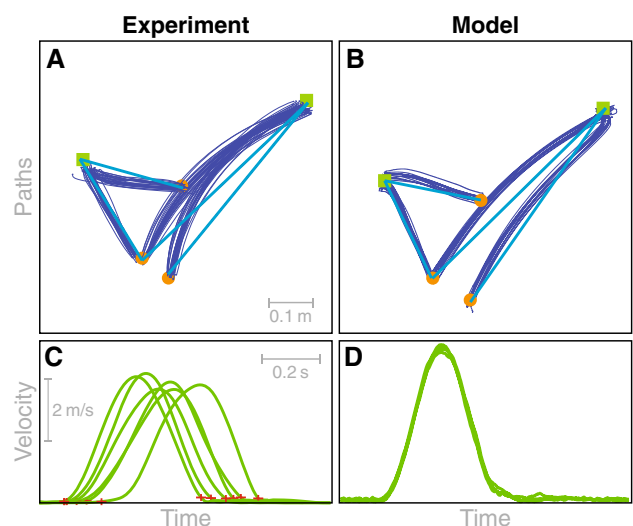 Experiment
Model
A
B
Paths
0.1 m
C
D
0.2 s
Velocity
2 m/s
Time
Time